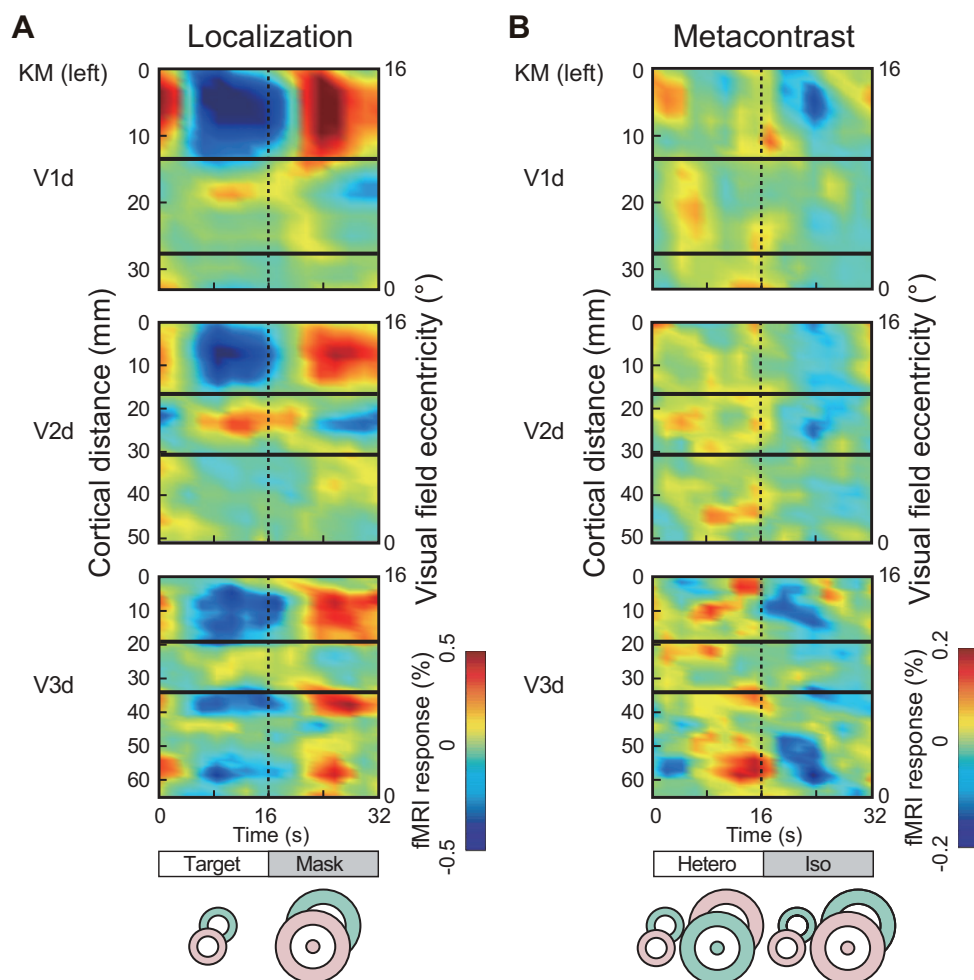 A
Localization
KM (left)
V1d
V2d
V3d
0
10
20
30
0
10
20
30
40
50
0
10
20
30
40
50
60
16
0
16
0
16
0
Cortical distance (mm)
Visual field eccentricity (°)
0
16
32
Time (s)
Target
Mask
fMRI response (%)
0.5
0
-0.5
B
Metacontrast
KM (left)
V1d
V2d
V3d
0
10
20
30
0
10
20
30
40
50
0
10
20
30
40
50
60
16
0
16
0
16
0
Cortical distance (mm)
Visual field eccentricity (°)
0
16
32
Time (s)
Hetero
Iso
fMRI response (%)
0.2
0
-0.2